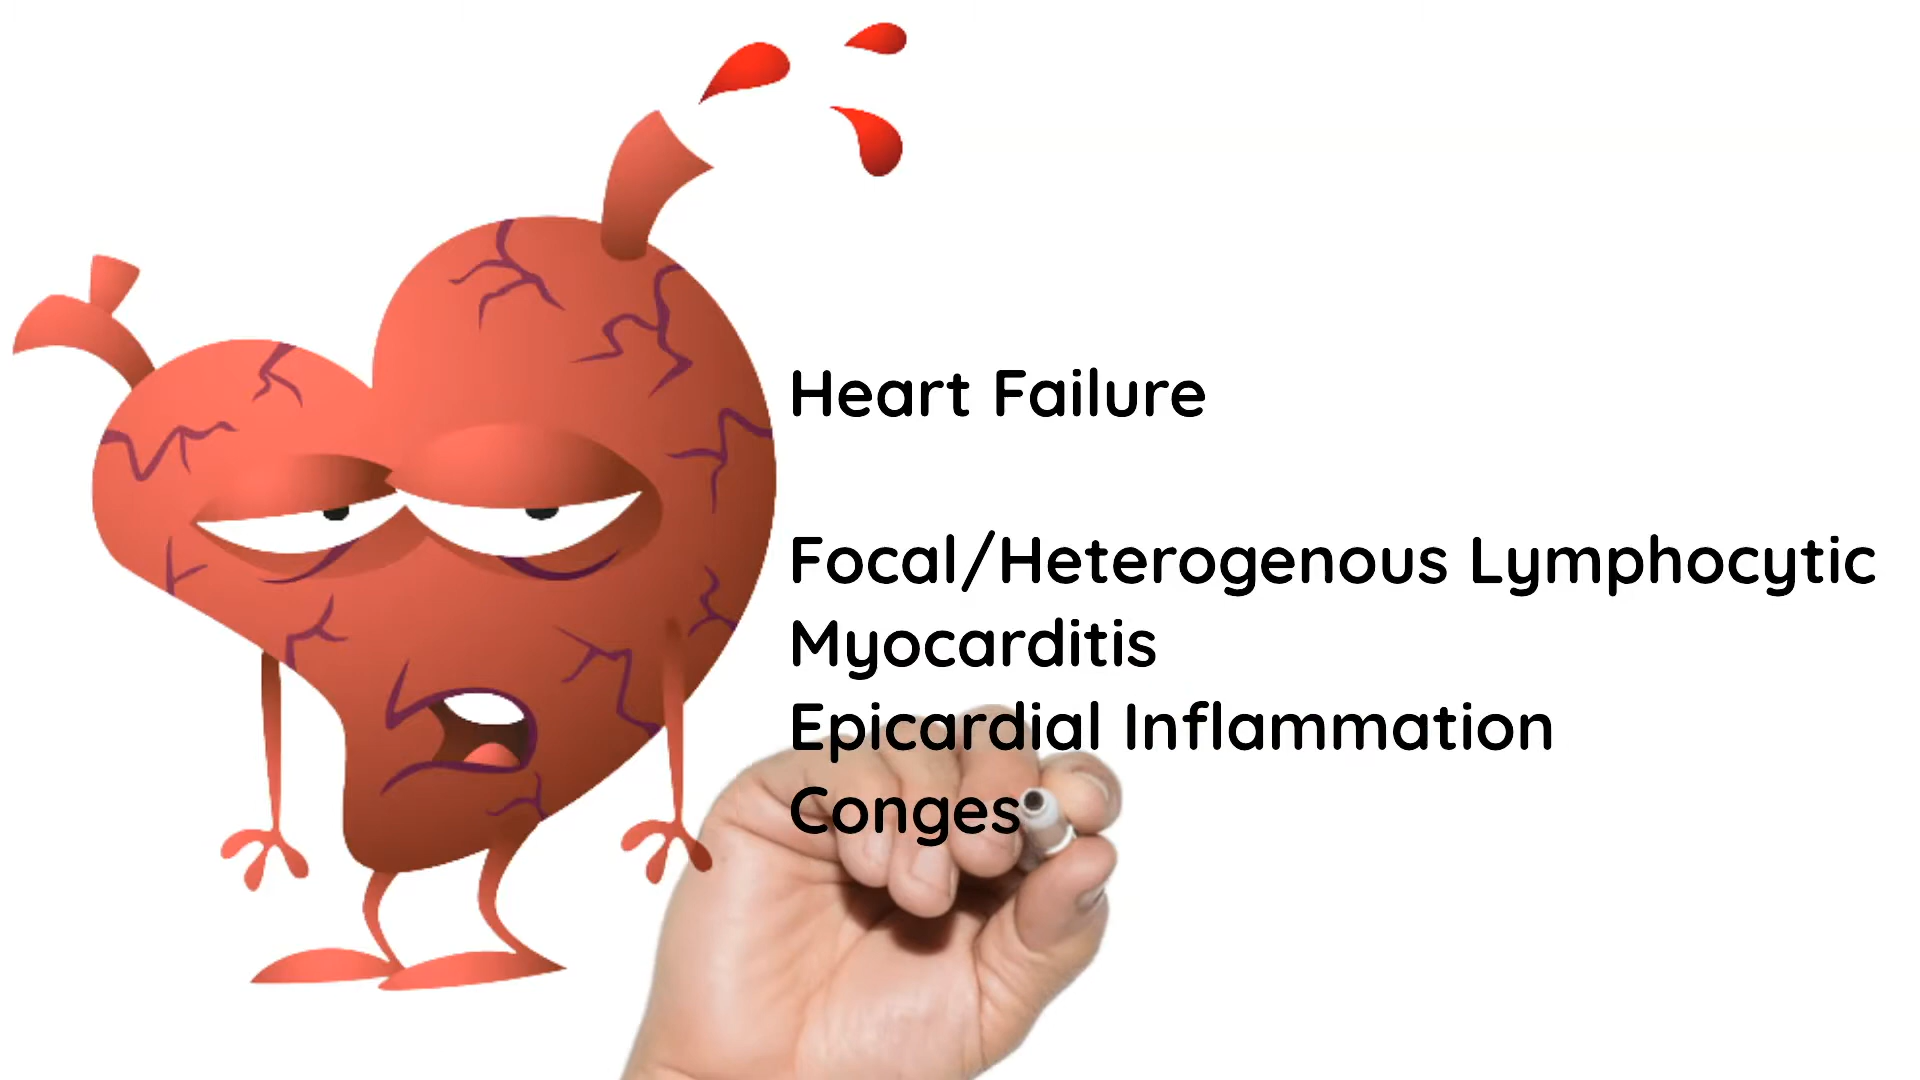 Heart Failure
Focal/Heterogenous Lymphocytic
Myocarditis
Epicardial Inflammation
Conges